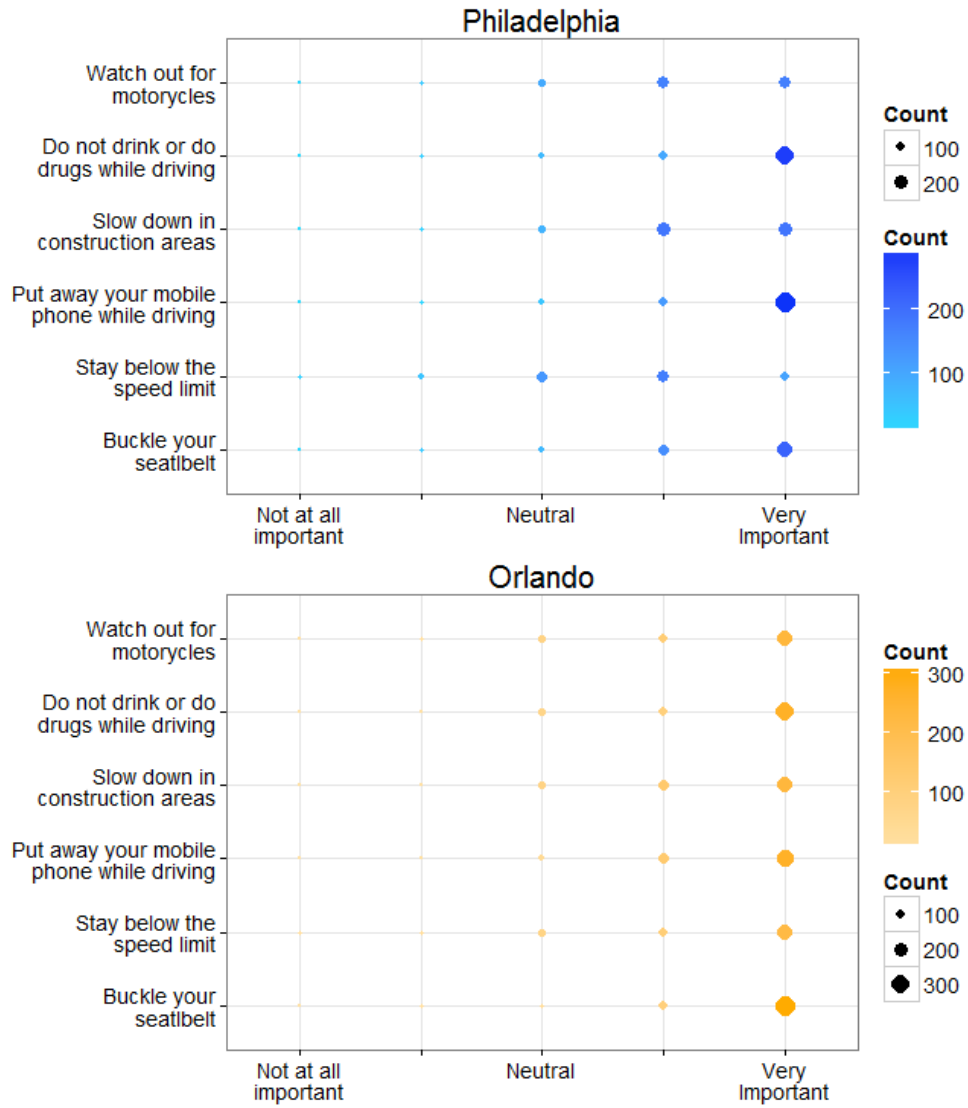 Philadelphia
Watch out for
motorycles
Do not drink or do
drugs while driving
Slow down in
construction areas
Put away your mobile
phone while driving
Stay below the
speed limit
Buckle your
seatlbelt
Not at all
important
Neutral
Very
Important
Count
100
200
Count
200
100
Orlando
Watch out for
motorycles
Do not drink or do
drugs while driving
Slow down in
construction areas
Put away your mobile
phone while driving
Stay below the
speed limit
Buckle your
seatlbelt
Not at all
important
Neutral
Very
Important
Count
300
200
100
Count
100
200
300